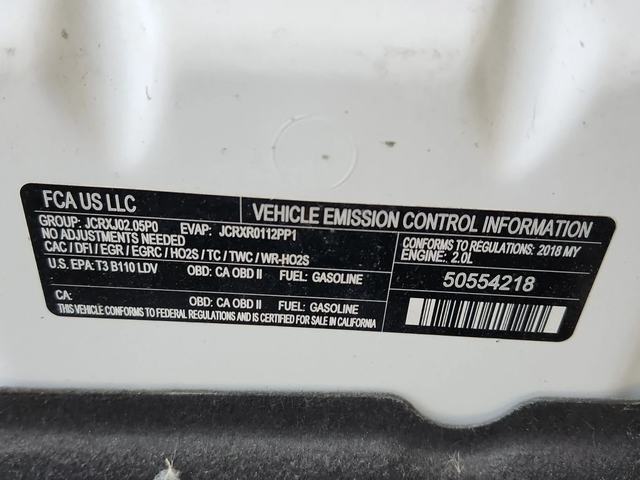 FCA US LLC
VEHICLE EMISSION CONTROL INFORMATION
GROUP: JCRXJ02.05P0 EVAP: JCRXR0112PP1
NO ADJUSTMENTS NEEDED
CAC / DFI / EGR / EGRC / HO2S / TC / TWC / WR-HO2S
CONFORMS TO REGULATIONS: 2018 MY
ENGINE: 2.0L
U.S. EPA: T3 B110 LDV OBD: CA OBD II FUEL: GASOLINE
50554218
CA: OBD: CA OBD II FUEL: GASOLINE
THIS VEHICLE CONFORMS TO FEDERAL REGULATIONS AND IS CERTIFIED FOR SALE IN CALIFORNIA